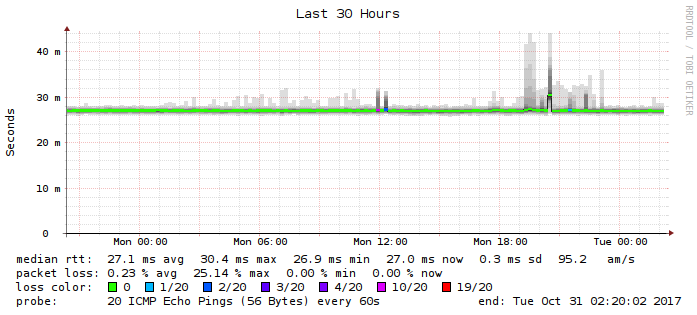 Last 30 Hours
RRDTOOL / TOBI OETIKER
Seconds
40 m
30 m
20 m
10 m
0
Mon 00:00 Mon 06:00 Mon 12:00 Mon 18:00 Tue 00:00
median rtt: 27.1 ms avg 30.4 ms max 26.9 ms min 27.0 ms now 0.3 ms sd 95.2 am/s
packet loss: 0.23 % avg 25.14 % max 0.00 % min 0.00 % now
loss color: 0 1/20 2/20 3/20 4/20 10/20 19/20
probe: 20 ICMP Echo Pings (56 Bytes) every 60s end: Tue Oct 31 02:20:02 2017